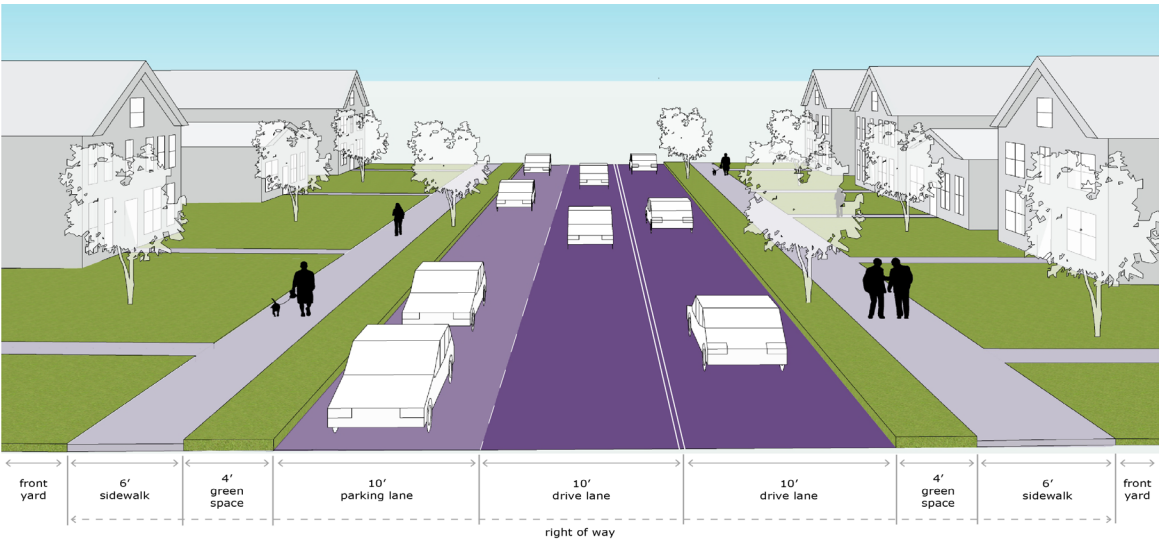 front
yard
6’
sidewalk
4’
green
space
10’
parking lane
10’
drive lane
10’
drive lane
4’
green
space
6’
sidewalk
front
yard
right of way